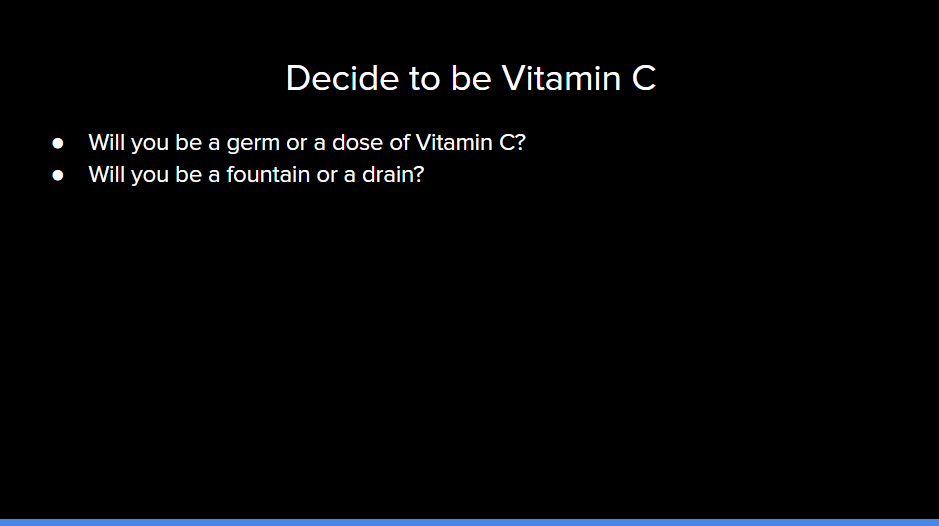 Decide to be Vitamin C
● Will you be a germ or a dose of Vitamin C?
● Will you be a fountain or a drain?